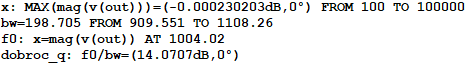 x: MAX(mag(v(out)))=(-0.000230203dB,0°) FROM 100 TO 100000
bw=198.705 FROM 909.551 TO 1108.26
f0: x=mag(v(out)) AT 1004.02
dobroc_q: f0/bw=(14.0707dB,0°)